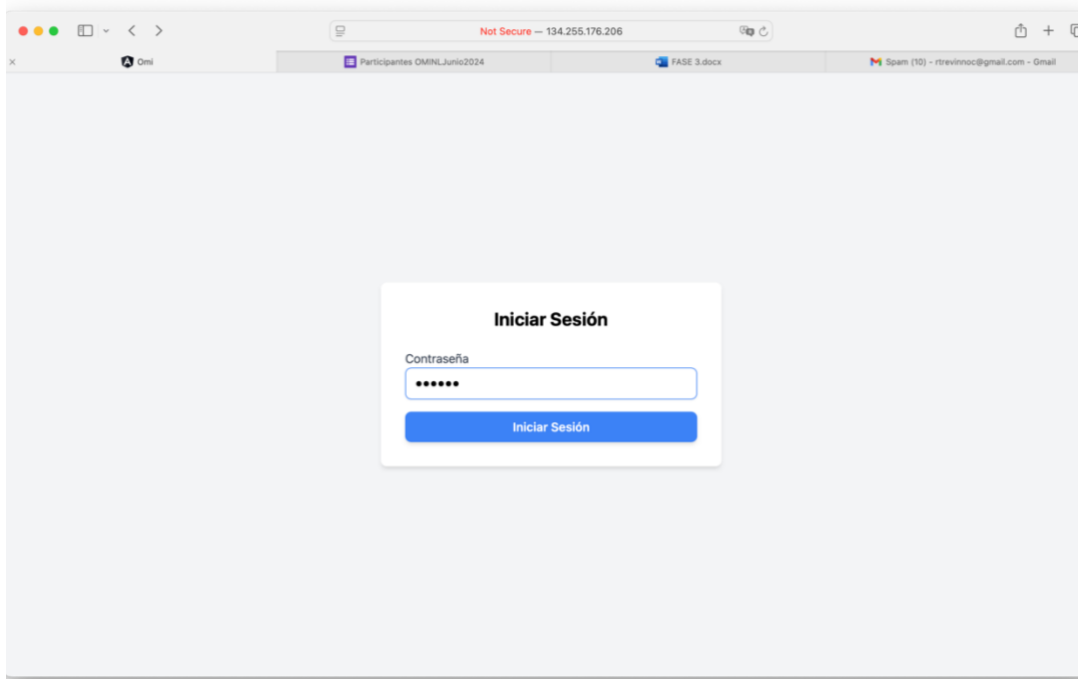 Not Secure — 134.255.176.206
Omi
Participantes OMINLJunio2024
FASE 3.docx
Spam (10) - rtrevinnoc@gmail.com - Gmail
Iniciar Sesión
Contraseña
••••••
Iniciar Sesión